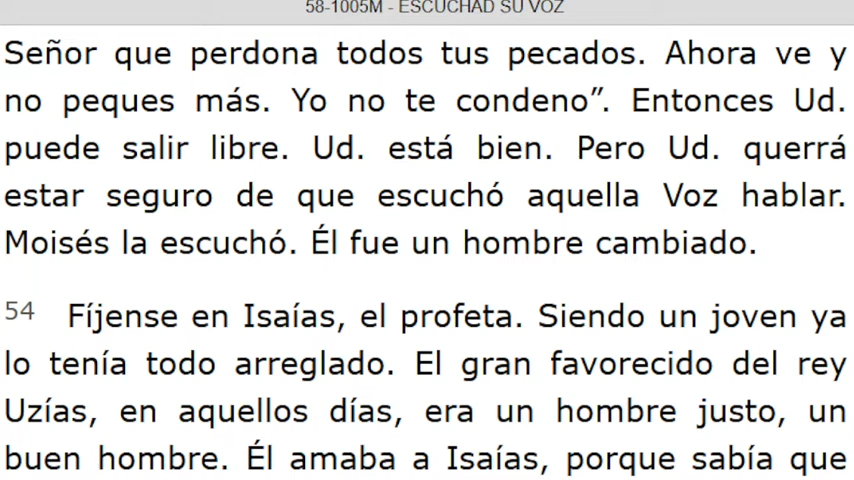 58-1005M - ESCUCHAD SU VOZ
Señor que perdona todos tus pecados. Ahora ve y
no peques más. Yo no te condeno”. Entonces Ud.
puede salir libre. Ud. está bien. Pero Ud. querrá
estar seguro de que escuchó aquella Voz hablar.
Moisés la escuchó. Él fue un hombre cambiado.
54 Fíjense en Isaías, el profeta. Siendo un joven ya
lo tenía todo arreglado. El gran favorecido del rey
Uzías, en aquellos días, era un hombre justo, un
buen hombre. Él amaba a Isaías, porque sabía que